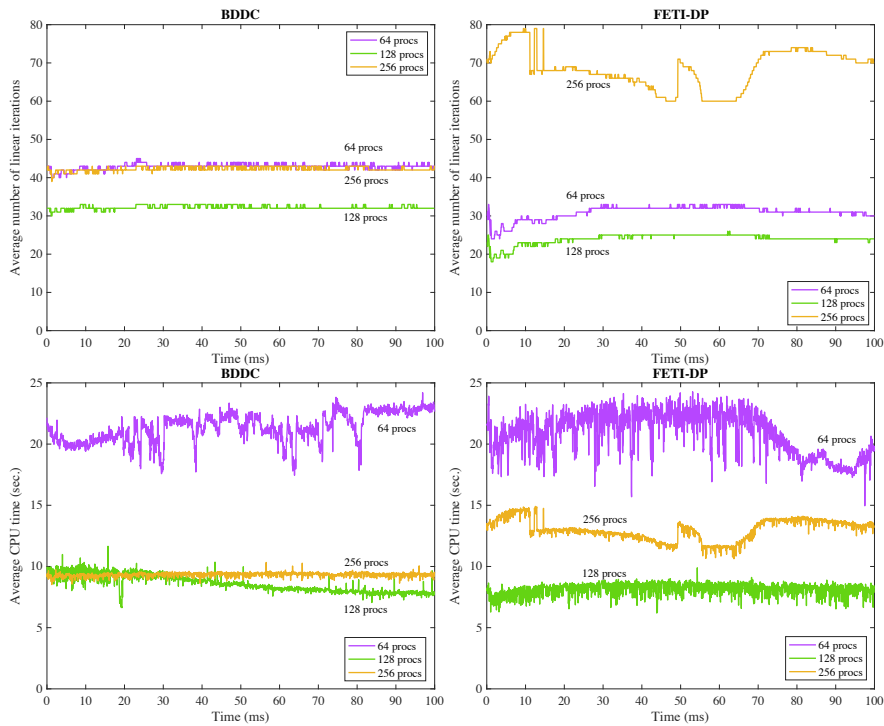 BDDC
Average number of linear iterations
80
70
60
50
40
30
20
10
0
64 procs
128 procs
256 procs
64 procs
256 procs
128 procs
0 10 20 30 40 50 60 70 80 90 100
Time (ms)
FETI-DP
Average number of linear iterations
80
70
60
50
40
30
20
10
0
256 procs
64 procs
128 procs
64 procs
128 procs
256 procs
0 10 20 30 40 50 60 70 80 90 100
Time (ms)
BDDC
Average CPU time (sec.)
25
20
15
10
5
0
64 procs
256 procs
128 procs
64 procs
128 procs
256 procs
0 10 20 30 40 50 60 70 80 90 100
Time (ms)
FETI-DP
Average CPU time (sec.)
25
20
15
10
5
0
64 procs
256 procs
128 procs
64 procs
128 procs
256 procs
0 10 20 30 40 50 60 70 80 90 100
Time (ms)